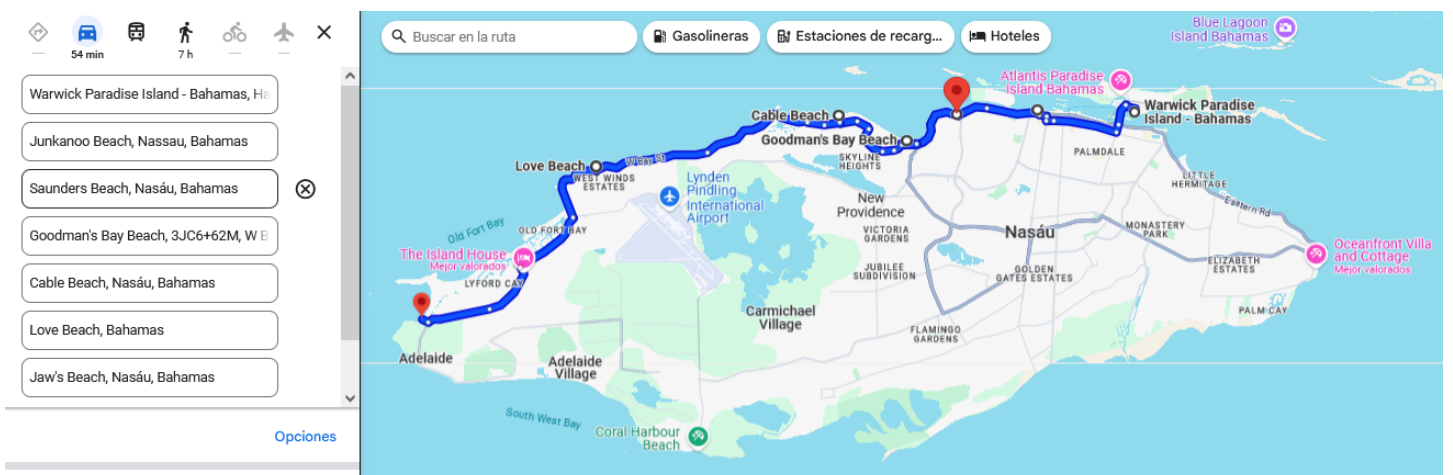 54 min
7 h
Warwick Paradise Island - Bahamas, Ha
Junkanoo Beach, Nassau, Bahamas
Saunders Beach, Nasáu, Bahamas
Goodman's Bay Beach, 3JC6+62M, W B
Cable Beach, Nasáu, Bahamas
Love Beach, Bahamas
Jaw's Beach, Nasáu, Bahamas
Opciones
Buscar en la ruta
Gasolineras
Estaciones de recarg...
Hoteles
Blue Lagoon
Island Bahamas
Atlantis Paradise
Island Bahamas
Warwick Paradise
Island - Bahamas
Cable Beach
Goodman's Bay Beach
SKYLINE
HEIGHTS
PALMDALE
Love Beach
W Bay St
WEST WINDS
ESTATES
Lynden
Pindling
International
Airport
LITTLE
HERMITAGE
Eastern Rd
New
Providence
VICTORIA
GARDENS
Nasáu
MONASTERY
PARK
Old Fort Bay
OLD FORT BAY
The Island House
Mejor valorados
LYFORD CAY
JUBILEE
SUBDIVISION
GOLDEN
GATES ESTATES
ELIZABETH
ESTATES
Oceanfront Villa
and Cottage
Mejor valorados
Carmichael
Village
FLAMINGO
GARDENS
PALM CAY
Adelaide
Adelaide
Village
South West Bay
Coral Harbour
Beach